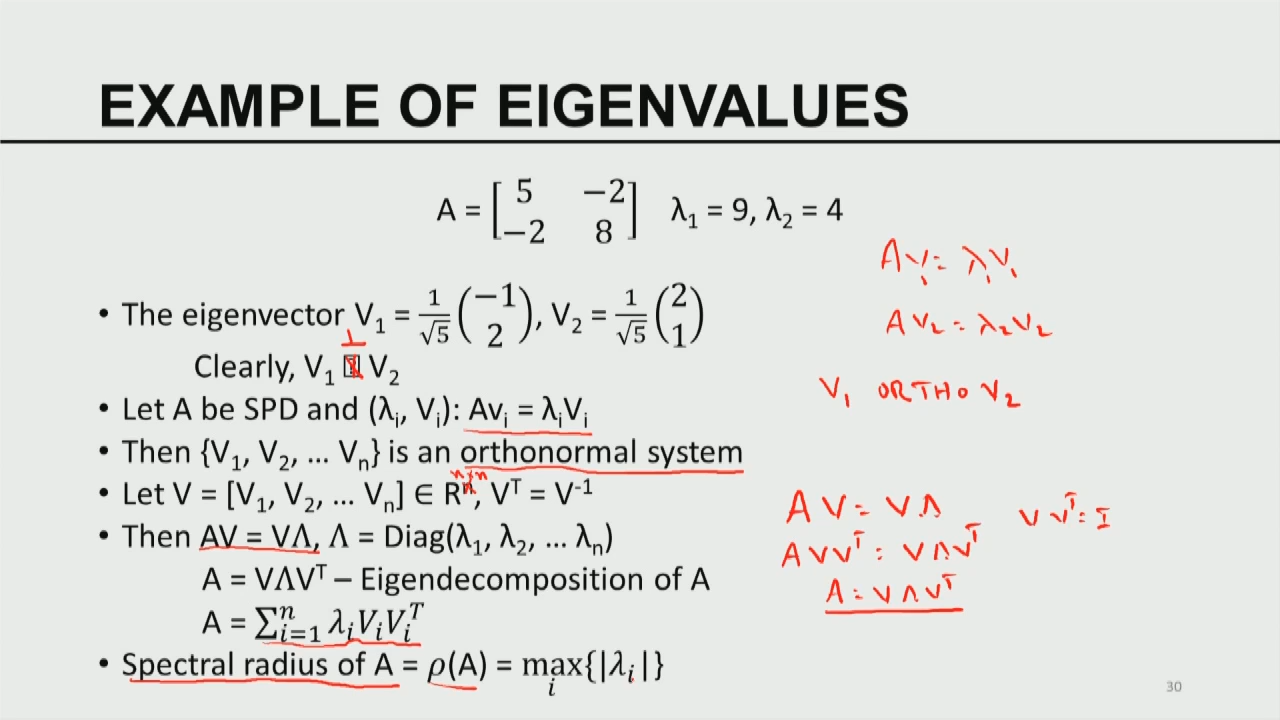 EXAMPLE OF EIGENVALUES
A = [5 −2 −2 8] λ₁ = 9, λ₂ = 4
Av₁ = λ₁v₁
• The eigenvector V₁ = 1/√5 (−1 2), V₂ = 1/√5 (2 1)
AV₂ = λ₂V₂
Clearly, V₁ ⊥ V₂
V₁ ORTHO V₂
• Let A be SPD and (λᵢ, Vᵢ): Avᵢ = λᵢVᵢ
• Then {V₁, V₂, ... Vₙ} is an orthonormal system
• Let V = [V₁, V₂, ... Vₙ] ∈ Rⁿˣⁿ, Vᵀ = V⁻¹
AV = VΛ VVᵀ = I
• Then AV = VΛ, Λ = Diag(λ₁, λ₂, ... λₙ)
AVVᵀ = VΛVᵀ
A = VΛVᵀ – Eigendecomposition of A
A = VΛVᵀ
A = ∑ⁿᵢ₌₁ λᵢVᵢVᵢᵀ
• Spectral radius of A = ρ(A) = max{|λᵢ|}
i
30